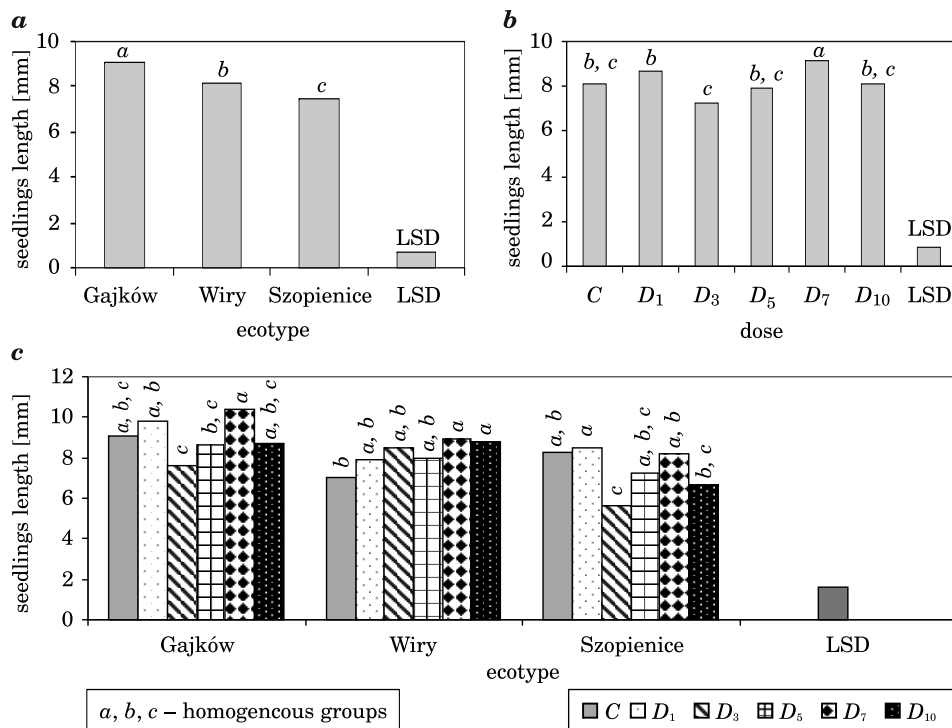 a
seedlings length [mm]
10
8
6
4
2
0
a
b
c
LSD
Gajków Wiry Szopienice LSD
ecotype
b
seedlings length [mm]
10
8
6
4
2
0
b, c
b
c
b, c
a
b, c
LSD
C D1 D3 D5 D7 D10 LSD
dose
c
seedlings length [mm]
12
10
8
6
4
2
0
a, b, c
a, b
c
b, c
a
a, b, c
b
a, b
a, b
a, b
a
a
a, b
a
c
a, b, c
a, b
b, c
Gajków Wiry Szopienice LSD
ecotype
a, b, c – homogencous groups
C D1 D3 D5 D7 D10